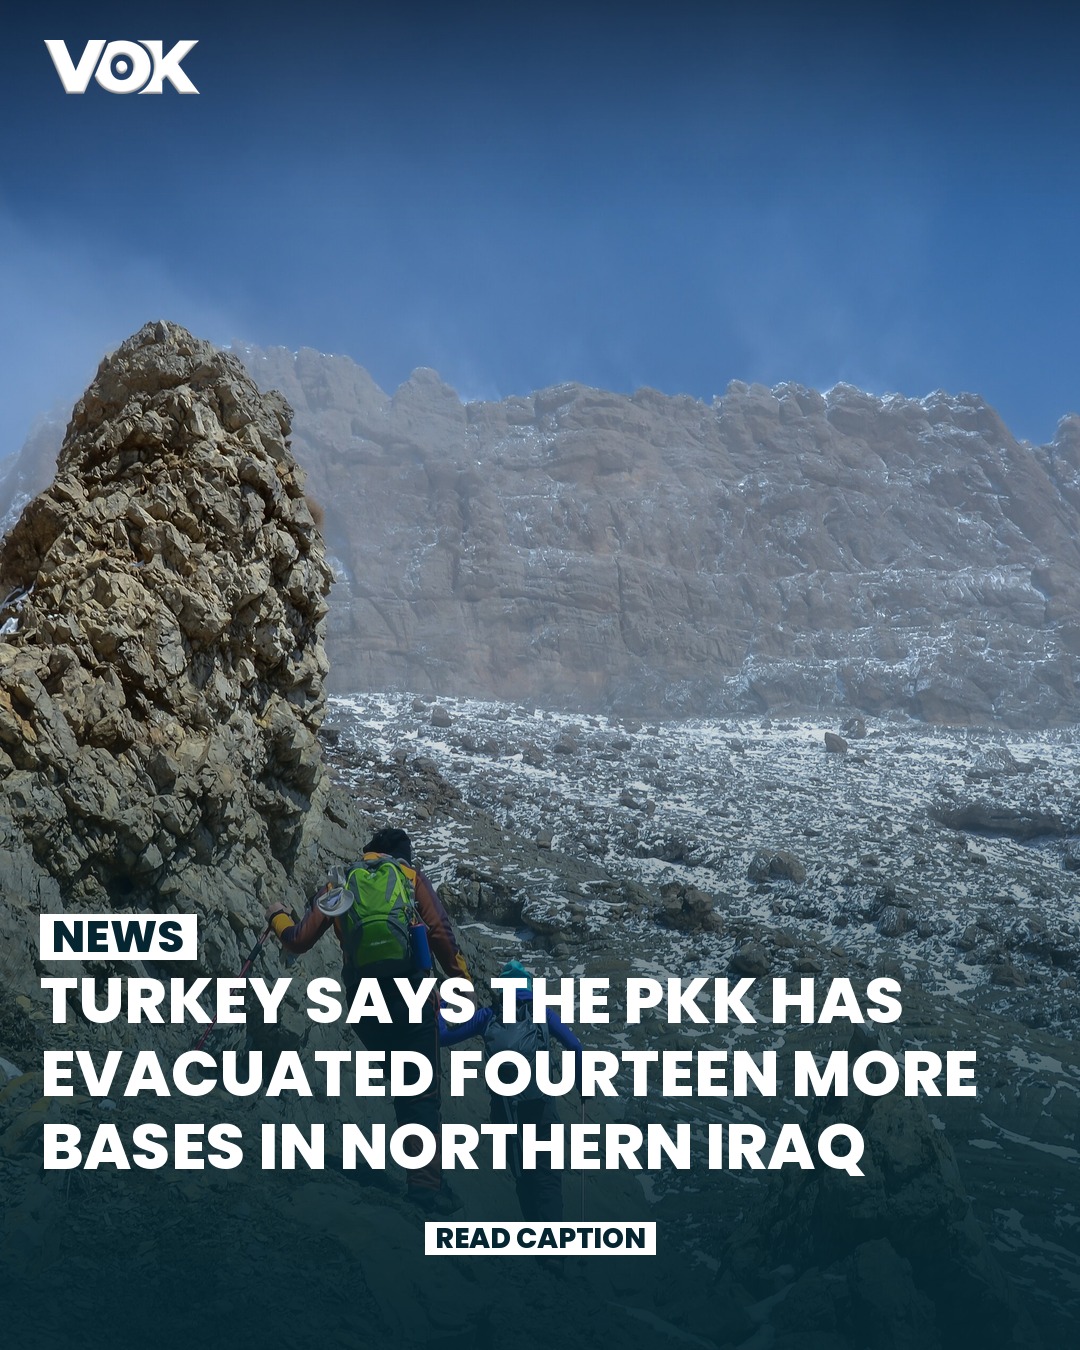 VOK
NEWS
TURKEY SAYS THE PKK HAS
EVACUATED FOURTEEN MORE
BASES IN NORTHERN IRAQ
READ CAPTION